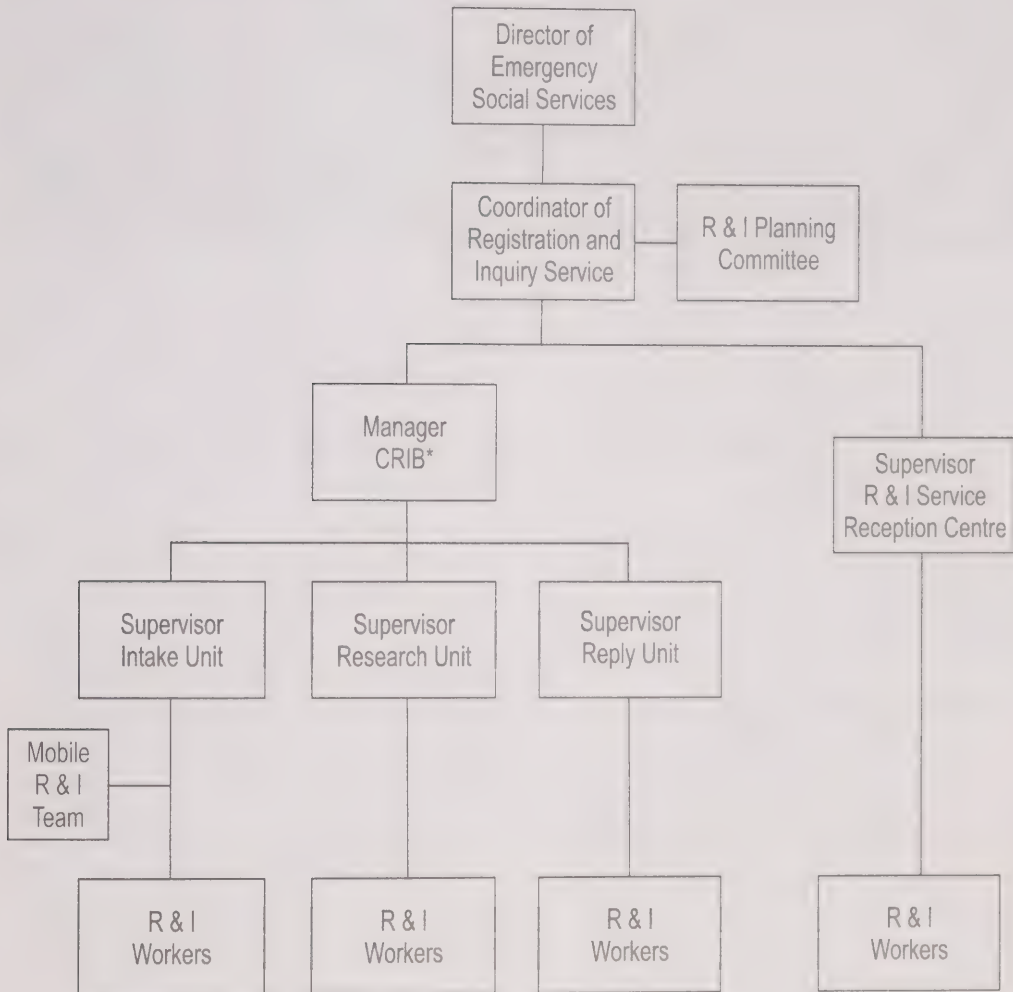 Director of
Emergency
Social Services
Coordinator of
Registration and
Inquiry Service
R & I Planning
Committee
Manager
CRIB*
Supervisor
R & I Service
Reception Centre
Supervisor
Intake Unit
Supervisor
Research Unit
Supervisor
Reply Unit
Mobile
R & I
Team
R & I
Workers
R & I
Workers
R & I
Workers
R & I
Workers